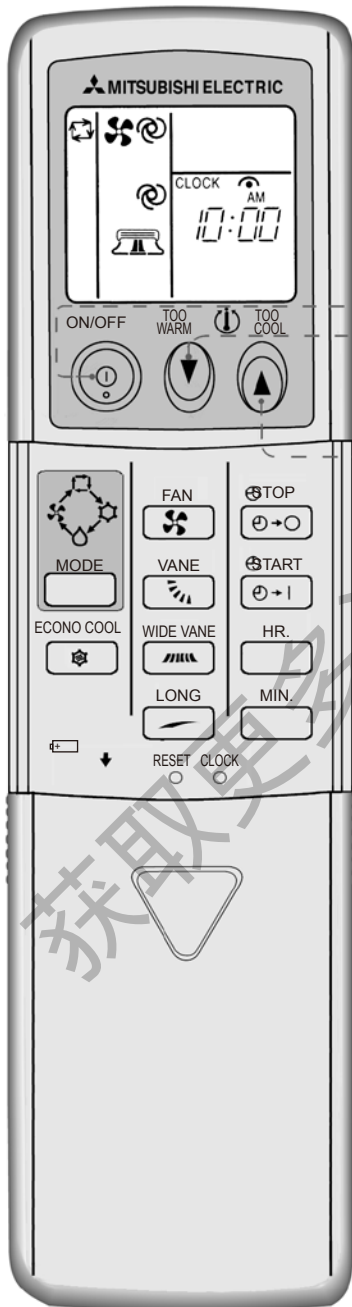 MITSUBISHI ELECTRIC
CLOCK
AM
10:00
ON/OFF
TOO WARM
TOO COOL
FAN
STOP
MODE
VANE
START
ECONO COOL
WIDE VANE
HR.
LONG
MIN.
RESET CLOCK
获取更多